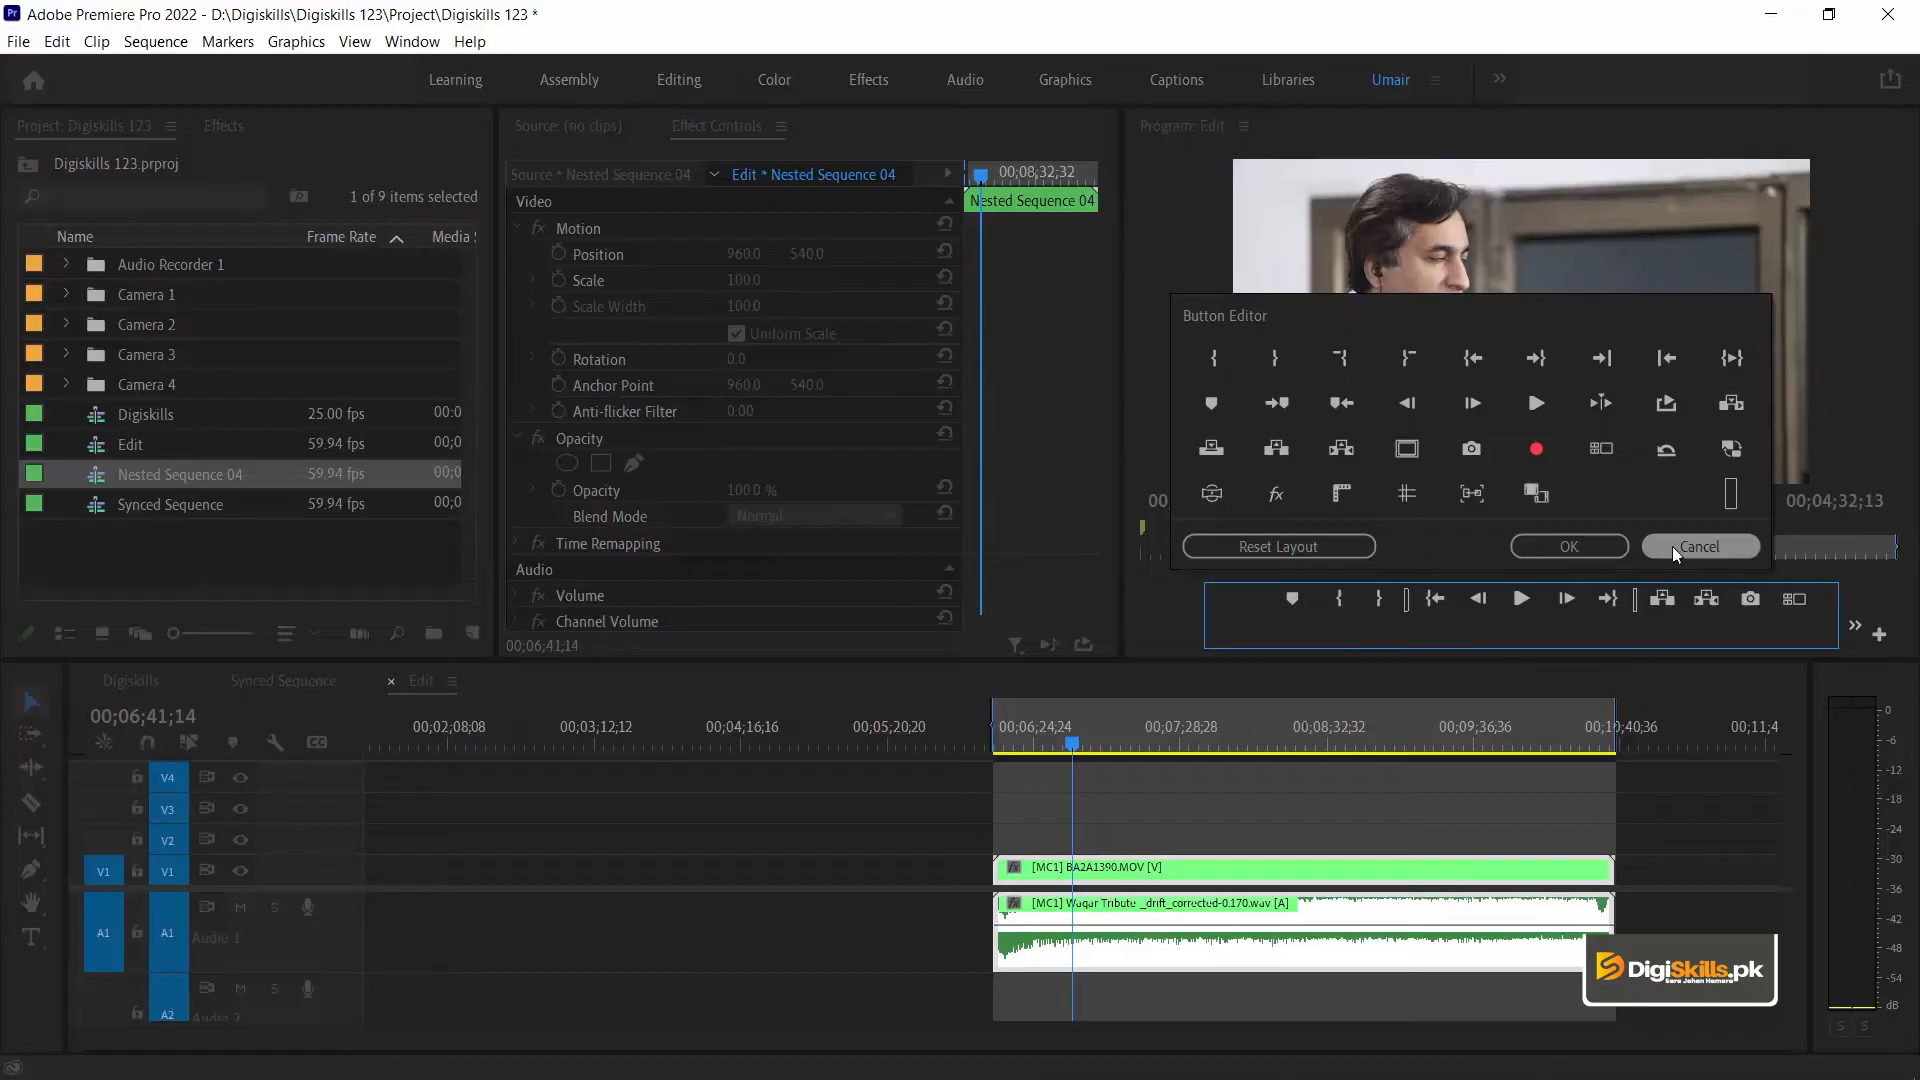 Adobe Premiere Pro 2022 - D:\Digiskills\Digiskills 123\Project\Digiskills 123 *
File Edit Clip Sequence Markers Graphics View Window Help
Learning Assembly Editing Color Effects Audio Graphics Captions Libraries Umair
Project: Digiskills 123 Effects
Digiskills 123.prproj
1 of 9 items selected
Name Frame Rate Media
Audio Recorder 1
Camera 1
Camera 2
Camera 3
Camera 4
Digiskills 25.00 fps 00:0
Edit 59.94 fps 00;0
Nested Sequence 04 59.94 fps 00;0
Synced Sequence 59.94 fps 00;0
Source: (no clips) Effect Controls
Source * Nested Sequence 04 Edit * Nested Sequence 04 00;08;32;32
Video Nested Sequence 04
fx Motion
Position 960.0 540.0
Scale 100.0
Scale Width 100.0
Uniform Scale
Rotation 0.0
Anchor Point 960.0 540.0
Anti-flicker Filter 0.00
fx Opacity
Opacity 100.0 %
Blend Mode Normal
fx Time Remapping
Audio
fx Volume
fx Channel Volume
00;06;41;14
Program: Edit
Button Editor
fx
00 00;04;32;13
Reset Layout OK Cancel
Digiskills Synced Sequence × Edit
00;06;41;14
00;02;08;08 00;03;12;12 00;04;16;16 00;05;20;20 00;06;24;24 00;07;28;28 00;08;32;32 00;09;36;36 00;10;40;36 00;11;4
CC
V4
V3
V2
V1 V1 fx [MC1] BA2A1390.MOV [V]
M S fx [MC1] Waqar Tribute _drift_corrected-0.170.wav [A]
A1 A1 Audio 1
M S
A2 Audio 2
0
-6
-12
-18
-24
-30
-36
-42
-48
-54
dB
S S
DigiSkills.pk
Sara Jahan Hamara